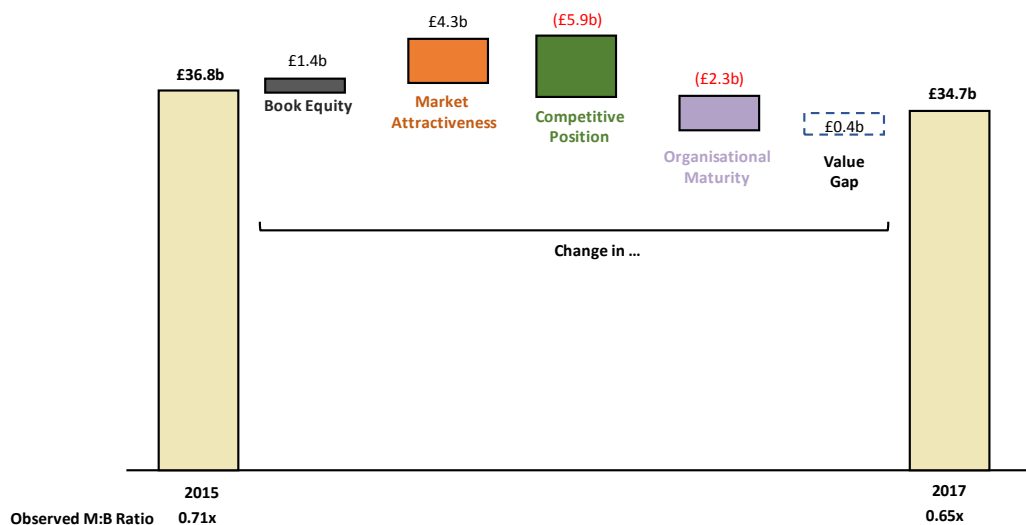 £36.8b
£1.4b
Book Equity
£4.3b
Market
Attractiveness
(£5.9b)
Competitive
Position
(£2.3b)
Organisational
Maturity
£0.4b
Value
Gap
£34.7b
Change in …
2015
2017
Observed M:B Ratio 0.71x 0.65x